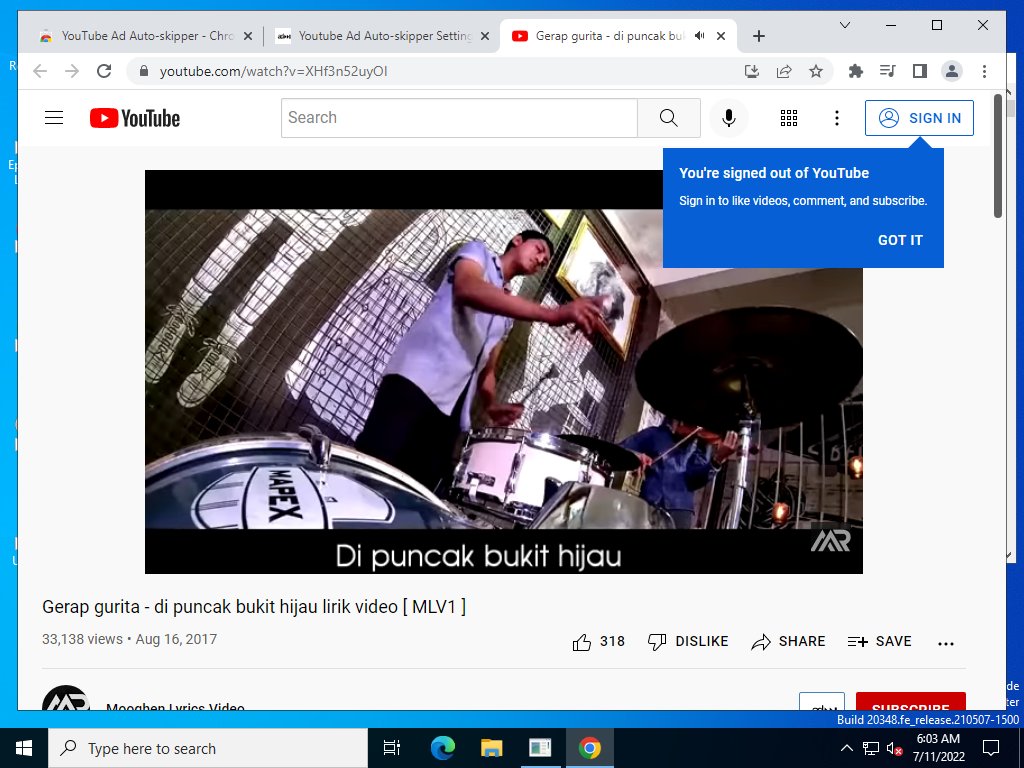 YouTube Ad Auto-skipper - Chro
Youtube Ad Auto-skipper Setting
Gerap gurita - di puncak buk
youtube.com/watch?v=XHf3n52uyOI
YouTube
Search
SIGN IN
You're signed out of YouTube
Sign in to like videos, comment, and subscribe.
GOT IT
MAPEX
MR
Di puncak bukit hijau
Gerap gurita - di puncak bukit hijau lirik video [ MLV1 ]
33,138 views • Aug 16, 2017
318
DISLIKE
SHARE
SAVE
Mooghen Lyrics Video
SUBSCRIBE
Build 20348.fe_release.210507-1500
Type here to search
6:03 AM
7/11/2022